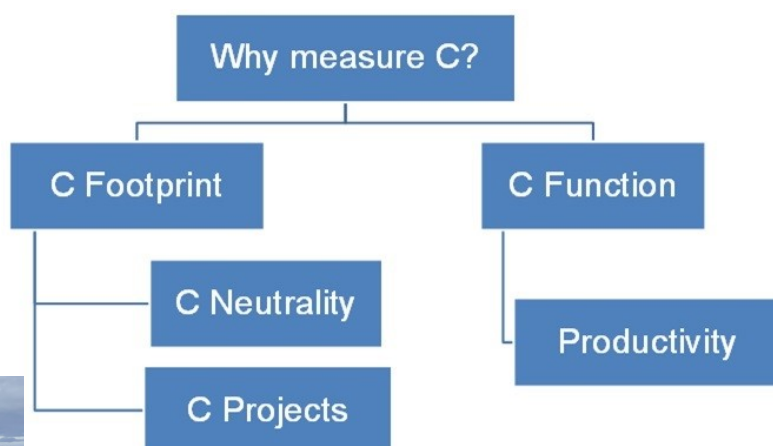 Why measure C?
C Footprint
C Neutrality
C Projects
C Function
Productivity